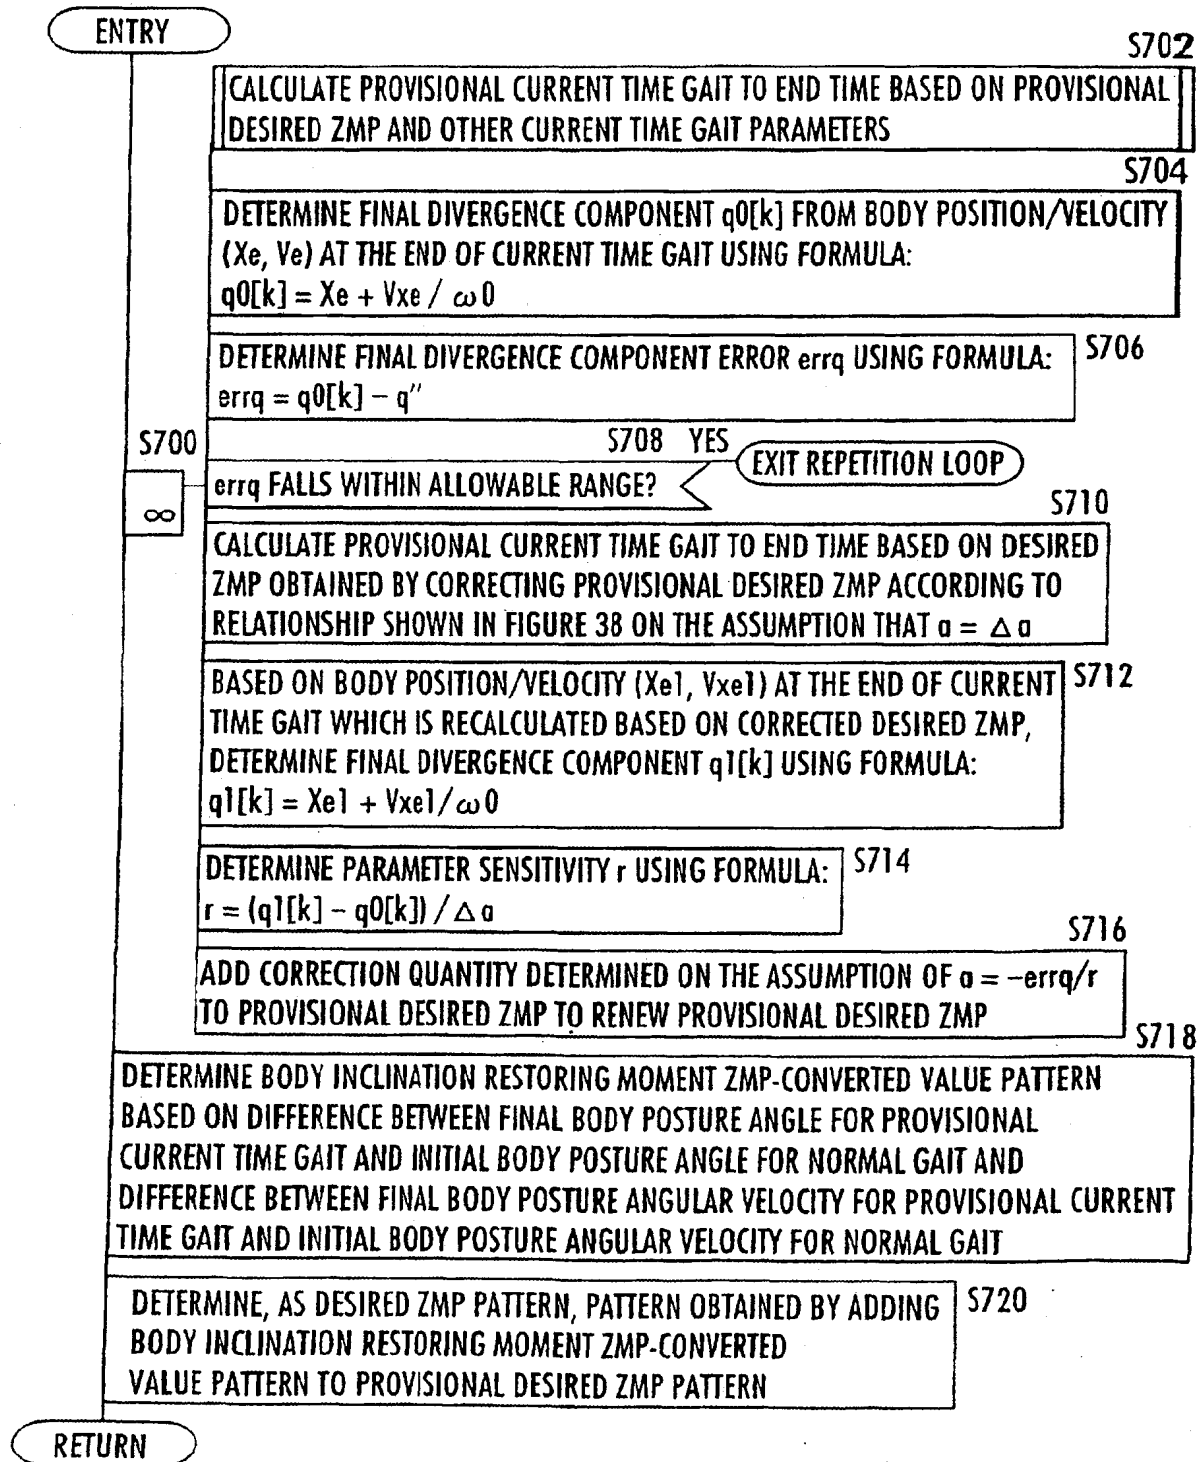 ENTRY
S702
CALCULATE PROVISIONAL CURRENT TIME GAIT TO END TIME BASED ON PROVISIONAL
DESIRED ZMP AND OTHER CURRENT TIME GAIT PARAMETERS
S704
DETERMINE FINAL DIVERGENCE COMPONENT q0[k] FROM BODY POSITION/VELOCITY
(Xe, Ve) AT THE END OF CURRENT TIME GAIT USING FORMULA:
q0[k] = Xe + Vxe / ω0
DETERMINE FINAL DIVERGENCE COMPONENT ERROR errq USING FORMULA:
S706
errq = q0[k] − q″
S700
S708 YES
EXIT REPETITION LOOP
errq FALLS WITHIN ALLOWABLE RANGE?
∞
S710
CALCULATE PROVISIONAL CURRENT TIME GAIT TO END TIME BASED ON DESIRED
ZMP OBTAINED BY CORRECTING PROVISIONAL DESIRED ZMP ACCORDING TO
RELATIONSHIP SHOWN IN FIGURE 38 ON THE ASSUMPTION THAT a = Δa
BASED ON BODY POSITION/VELOCITY (Xe1, Vxe1) AT THE END OF CURRENT
S712
TIME GAIT WHICH IS RECALCULATED BASED ON CORRECTED DESIRED ZMP,
DETERMINE FINAL DIVERGENCE COMPONENT q1[k] USING FORMULA:
q1[k] = Xe1 + Vxe1/ω0
DETERMINE PARAMETER SENSITIVITY r USING FORMULA:
S714
r = (q1[k] − q0[k]) / Δa
S716
ADD CORRECTION QUANTITY DETERMINED ON THE ASSUMPTION OF a = −errq/r
TO PROVISIONAL DESIRED ZMP TO RENEW PROVISIONAL DESIRED ZMP
S718
DETERMINE BODY INCLINATION RESTORING MOMENT ZMP-CONVERTED VALUE PATTERN
BASED ON DIFFERENCE BETWEEN FINAL BODY POSTURE ANGLE FOR PROVISIONAL
CURRENT TIME GAIT AND INITIAL BODY POSTURE ANGLE FOR NORMAL GAIT AND
DIFFERENCE BETWEEN FINAL BODY POSTURE ANGULAR VELOCITY FOR PROVISIONAL CURRENT
TIME GAIT AND INITIAL BODY POSTURE ANGULAR VELOCITY FOR NORMAL GAIT
DETERMINE, AS DESIRED ZMP PATTERN, PATTERN OBTAINED BY ADDING
S720
BODY INCLINATION RESTORING MOMENT ZMP-CONVERTED
VALUE PATTERN TO PROVISIONAL DESIRED ZMP PATTERN
RETURN